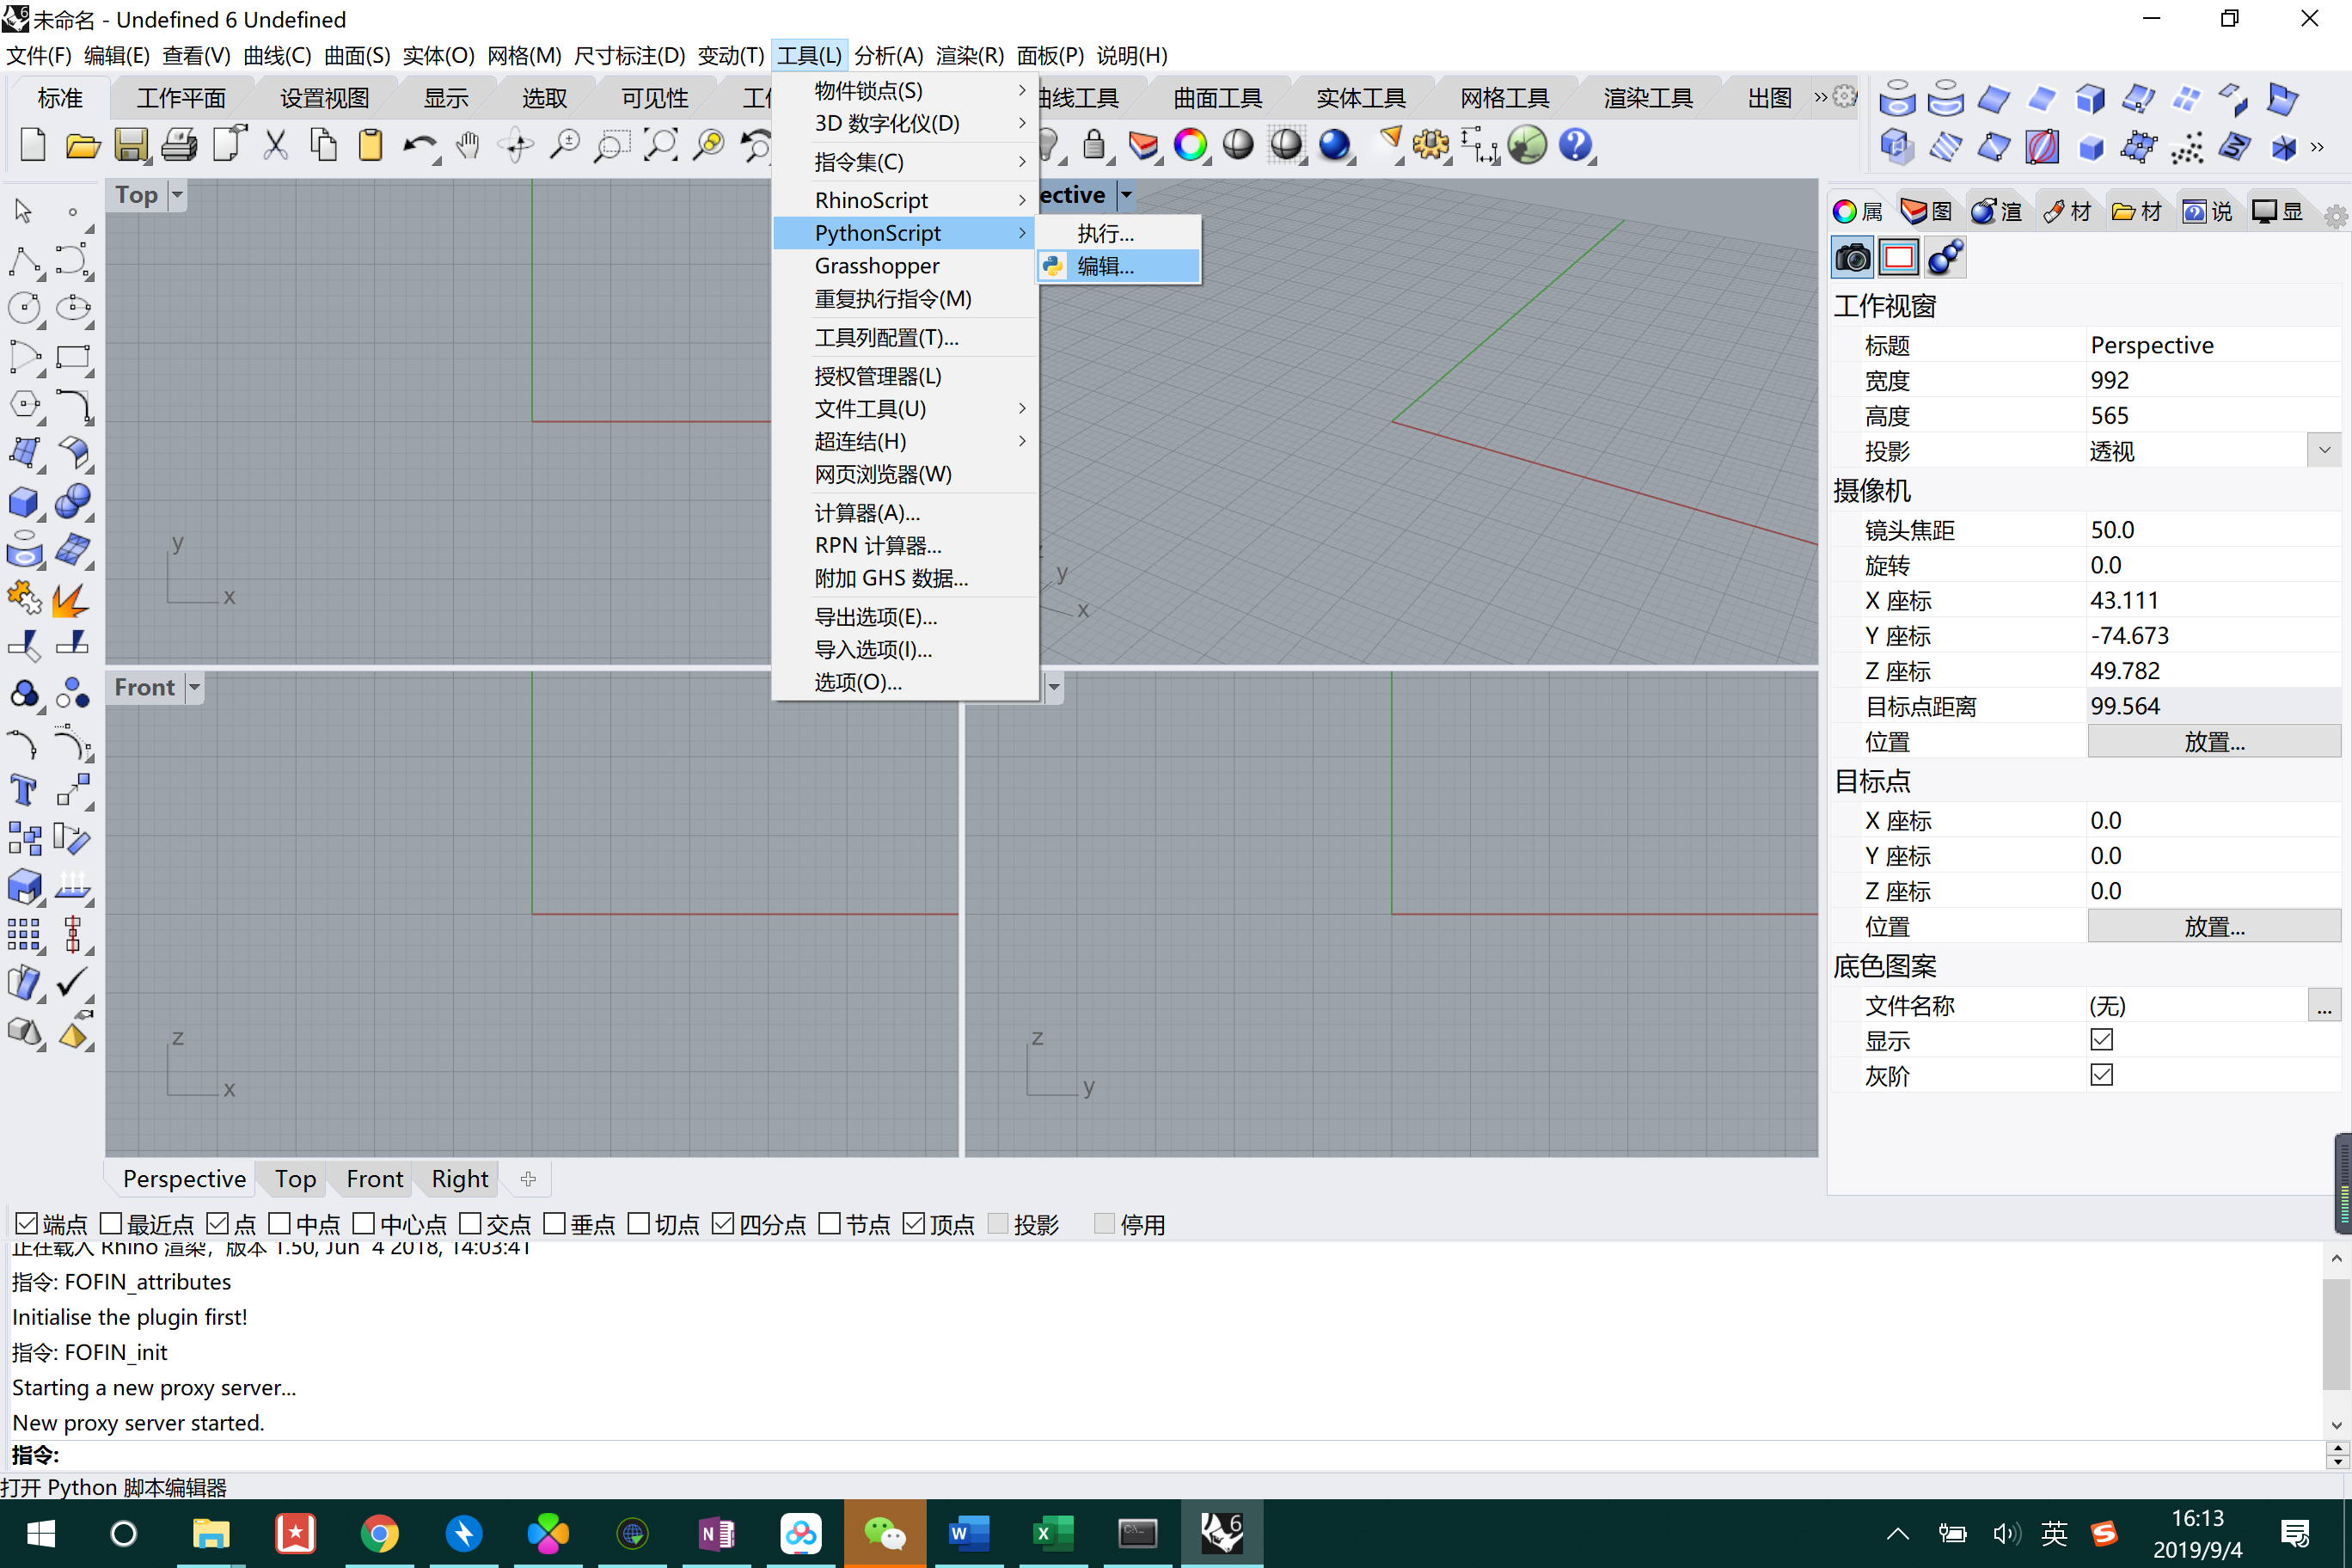 未命名 - Undefined 6 Undefined
文件(F) 编辑(E) 查看(V) 曲线(C) 曲面(S) 实体(O) 网格(M) 尺寸标注(D) 变动(T) 工具(L) 分析(A) 渲染(R) 面板(P) 说明(H)
标准 工作平面 设置视图 显示 选取 可见性 曲线工具 曲面工具 实体工具 网格工具 渲染工具 出图
物件锁点(S)
3D 数字化仪(D)
指令集(C)
RhinoScript
PythonScript
Grasshopper
重复执行指令(M)
工具列配置(T)...
授权管理器(L)
文件工具(U)
超连结(H)
网页浏览器(W)
计算器(A)...
RPN 计算器...
附加 GHS 数据...
导出选项(E)...
导入选项(I)...
选项(O)...
执行...
编辑...
Top
ective
Front
y
x
y
x
z
x
z
y
属 图 渲 材 材 说 显
工作视窗
标题 Perspective
宽度 992
高度 565
投影 透视
摄像机
镜头焦距 50.0
旋转 0.0
X 座标 43.111
Y 座标 -74.673
Z 座标 49.782
目标点距离 99.564
位置 放置...
目标点
X 座标 0.0
Y 座标 0.0
Z 座标 0.0
位置 放置...
底色图案
文件名称 (无) ...
显示
灰阶
Perspective Top Front Right
端点 最近点 点 中点 中心点 交点 垂点 切点 四分点 节点 顶点 投影 停用
正在载入 Rhino 渲染，版本 1.50, Jun 4 2018, 14:03:41
指令: FOFIN_attributes
Initialise the plugin first!
指令: FOFIN_init
Starting a new proxy server...
New proxy server started.
指令:
打开 Python 脚本编辑器
英
16:13
2019/9/4